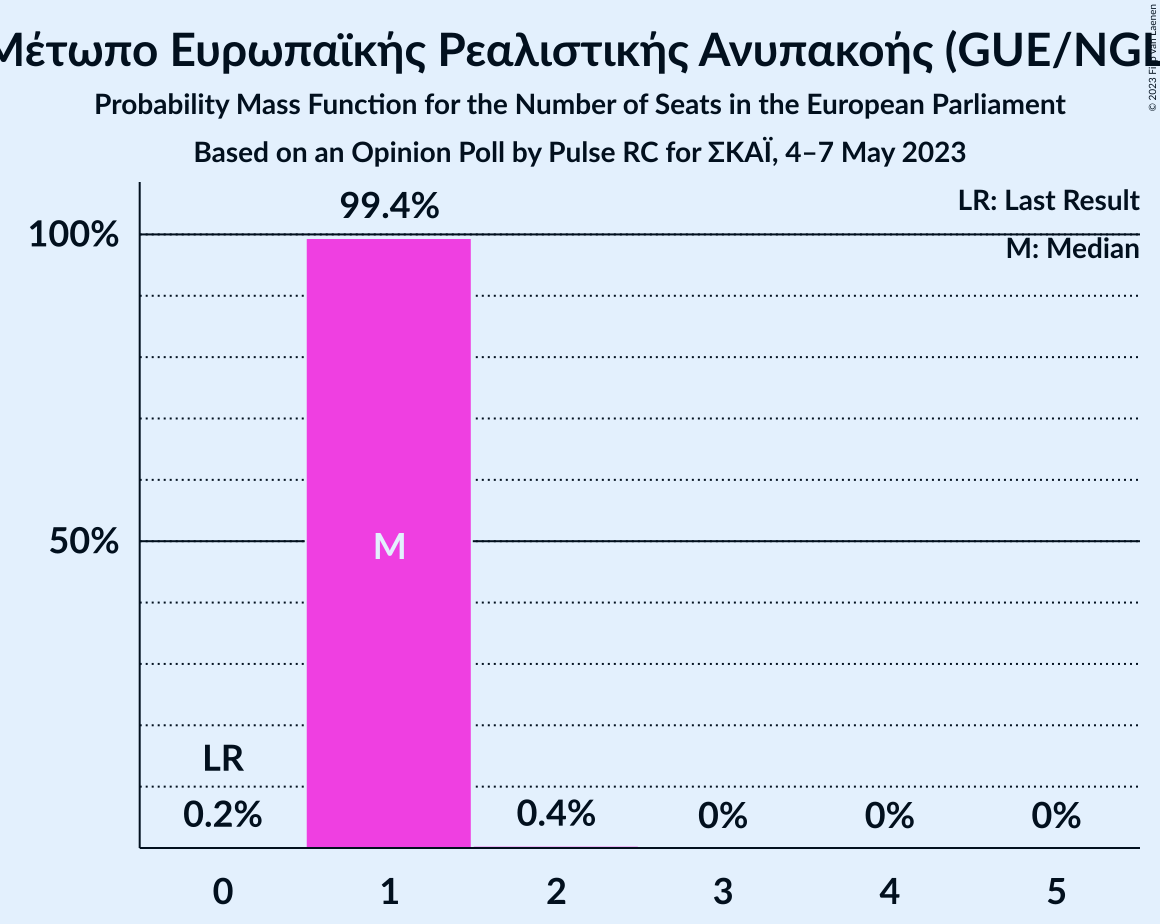 Μέτωπο Ευρωπαϊκής Ρεαλιστικής Ανυπακοής (GUE/NGL
© 2023 Filip van Laenen
Probability Mass Function for the Number of Seats in the European Parliament
Based on an Opinion Poll by Pulse RC for ΣΚΑΪ, 4–7 May 2023
LR: Last Result
M: Median
99.4%
100%
50%
M
LR
0.2%
0.4%
0%
0%
0%
0
1
2
3
4
5